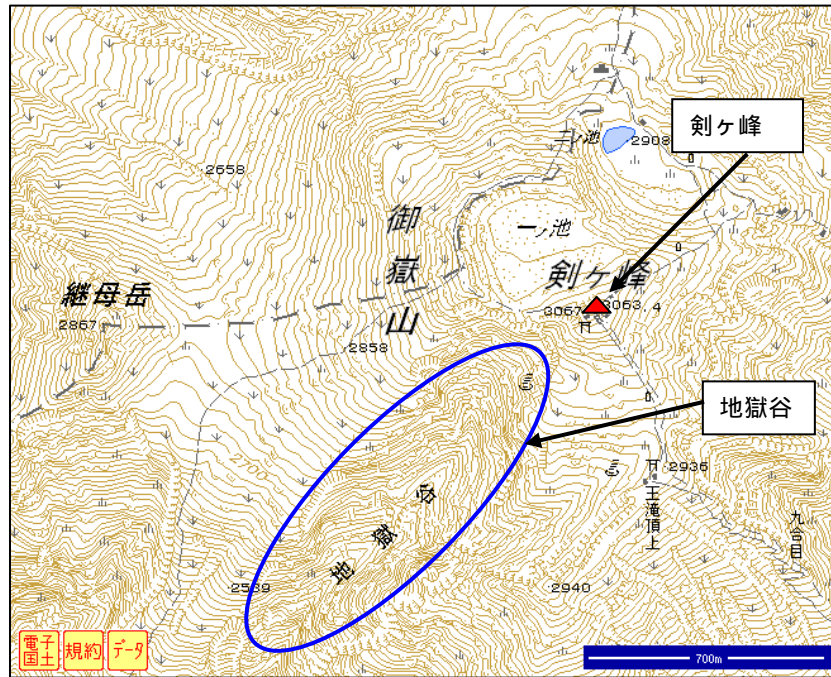 剣ヶ峰
二ノ池
2908
2658
御嶽山
一ノ池
剣ヶ峰
3067
3063.4
継母岳
2867
2858
地獄谷
2936
王滝頂上
九合目
地獄谷
2539
2940
電子国土
規約
データ
700m